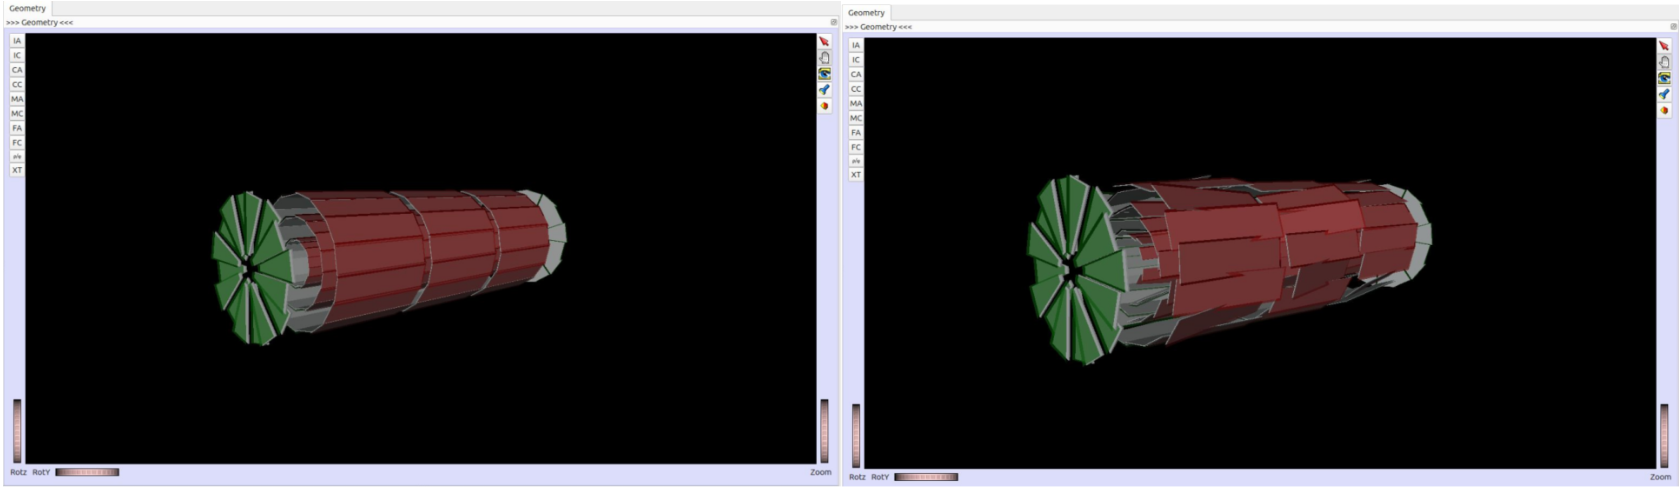 Geometry
>>> Geometry <<<
IA
IC
CA
CC
MA
MC
FA
FC
XT
Rotz RotY Zoom
Geometry
>>> Geometry <<<
IA
IC
CA
CC
MA
MC
FA
FC
XT
Rotz RotY Zoom